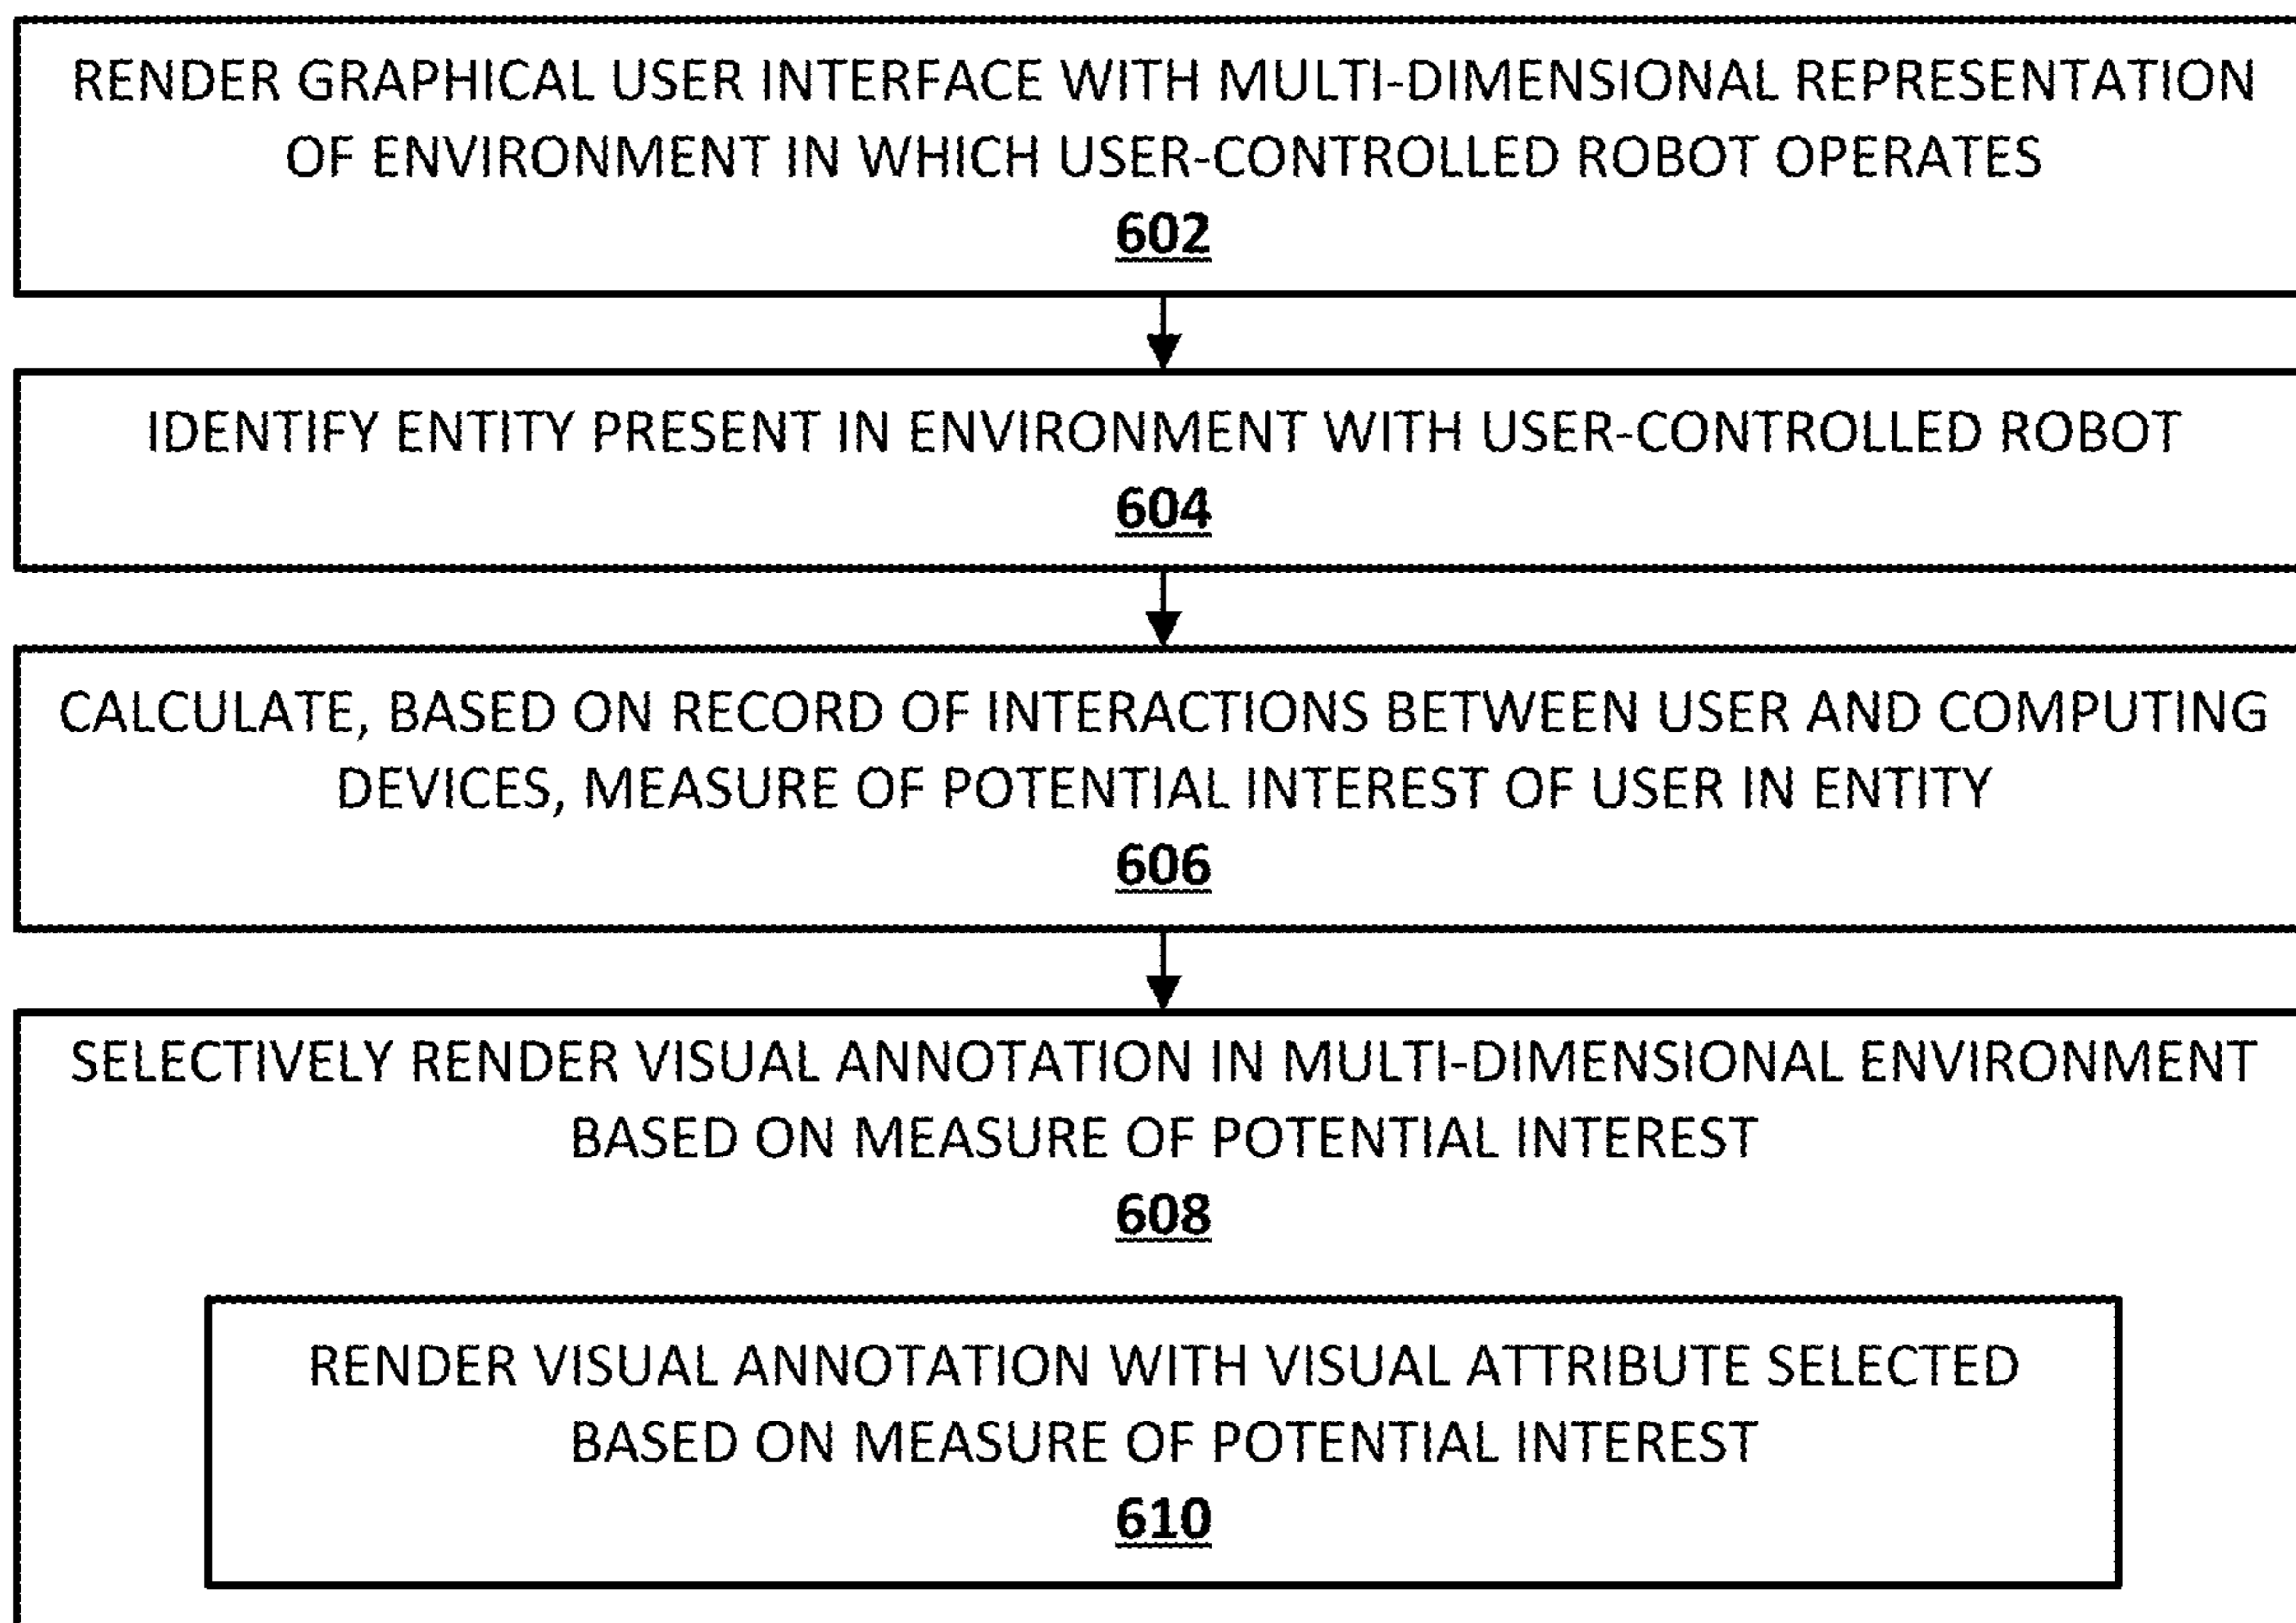 RENDER GRAPHICAL USER INTERFACE WITH MULTI-DIMENSIONAL REPRESENTATION
OF ENVIRONMENT IN WHICH USER-CONTROLLED ROBOT OPERATES
602
IDENTIFY ENTITY PRESENT IN ENVIRONMENT WITH USER-CONTROLLED ROBOT
604
CALCULATE, BASED ON RECORD OF INTERACTIONS BETWEEN USER AND COMPUTING
DEVICES, MEASURE OF POTENTIAL INTEREST OF USER IN ENTITY
606
SELECTIVELY RENDER VISUAL ANNOTATION IN MULTI-DIMENSIONAL ENVIRONMENT
BASED ON MEASURE OF POTENTIAL INTEREST
608
RENDER VISUAL ANNOTATION WITH VISUAL ATTRIBUTE SELECTED
BASED ON MEASURE OF POTENTIAL INTEREST
610